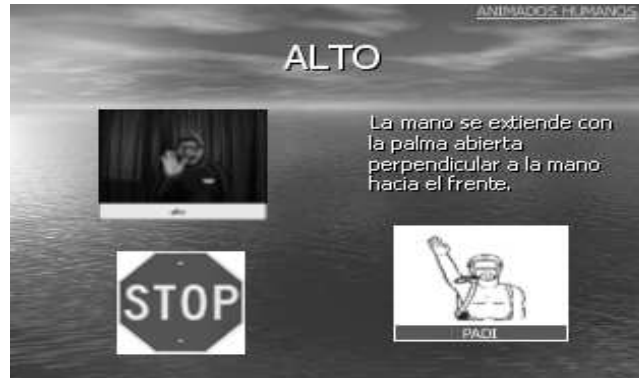 ANIMADOS HUMANOS
ALTO
La mano se extiende con
la palma abierta
perpendicular a la mano
hacia el frente.
alto
STOP
PADI